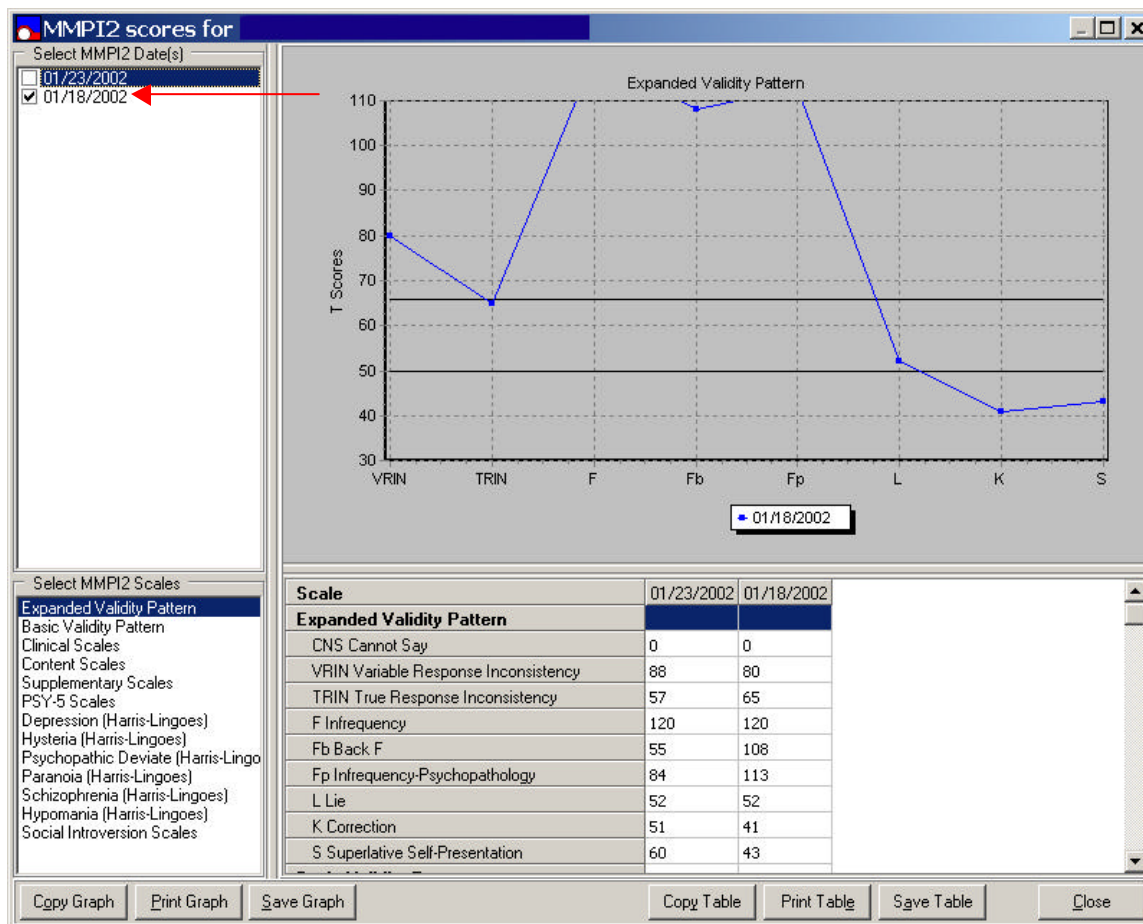 MMPI2 scores for
Select MMPI2 Date(s)
01/23/2002
01/18/2002
Expanded Validity Pattern
110
100
90
80
70
60
50
40
30
T Scores
VRIN TRIN F Fb Fp L K S
01/18/2002
Select MMPI2 Scales
Expanded Validity Pattern
Basic Validity Pattern
Clinical Scales
Content Scales
Supplementary Scales
PSY-5 Scales
Depression (Harris-Lingoes)
Hysteria (Harris-Lingoes)
Psychopathic Deviate (Harris-Lingo
Paranoia (Harris-Lingoes)
Schizophrenia (Harris-Lingoes)
Hypomania (Harris-Lingoes)
Social Introversion Scales
Scale 01/23/2002 01/18/2002
Expanded Validity Pattern
CNS Cannot Say 0 0
VRIN Variable Response Inconsistency 88 80
TRIN True Response Inconsistency 57 65
F Infrequency 120 120
Fb Back F 55 108
Fp Infrequency-Psychopathology 84 113
L Lie 52 52
K Correction 51 41
S Superlative Self-Presentation 60 43
Copy Graph Print Graph Save Graph Copy Table Print Table Save Table Close